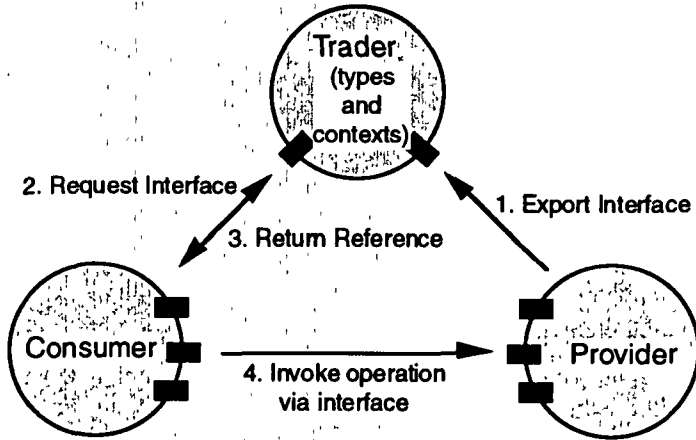 Trader
(types
and
contexts)
2. Request Interface
1. Export Interface
3. Return Reference
Consumer
Provider
4. Invoke operation
via interface